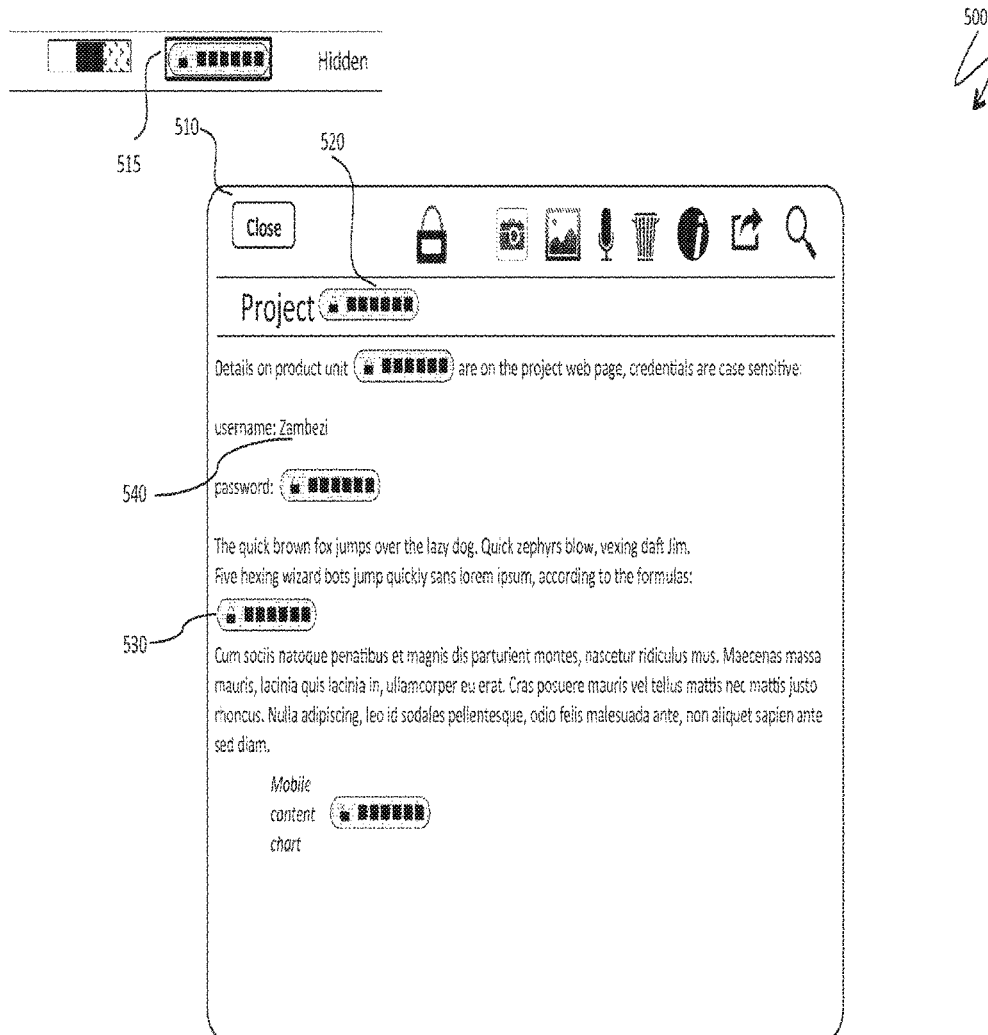 500
Hidden
515
510
520
Close
Project
Details on product unit are on the project web page, credentials are case sensitive:
username: Zambezi
540
password:
The quick brown fox jumps over the lazy dog. Quick zephyrs blow, vexing daft Jim.
Five hexing wizard bots jump quickly sans lorem ipsum, according to the formulas:
530
Cum sociis natoque penatibus et magnis dis parturient montes, nascetur ridiculus mus. Maecenas massa
mauris, lacinia quis lacinia in, ullamcorper eu erat. Cras posuere mauris vel tellus mattis nec mattis justo
rhoncus. Nulla adipiscing, leo id sodales pellentesque, odio felis malesuada ante, non aliquet sapien ante
sed diam.
Mobile
content
chart